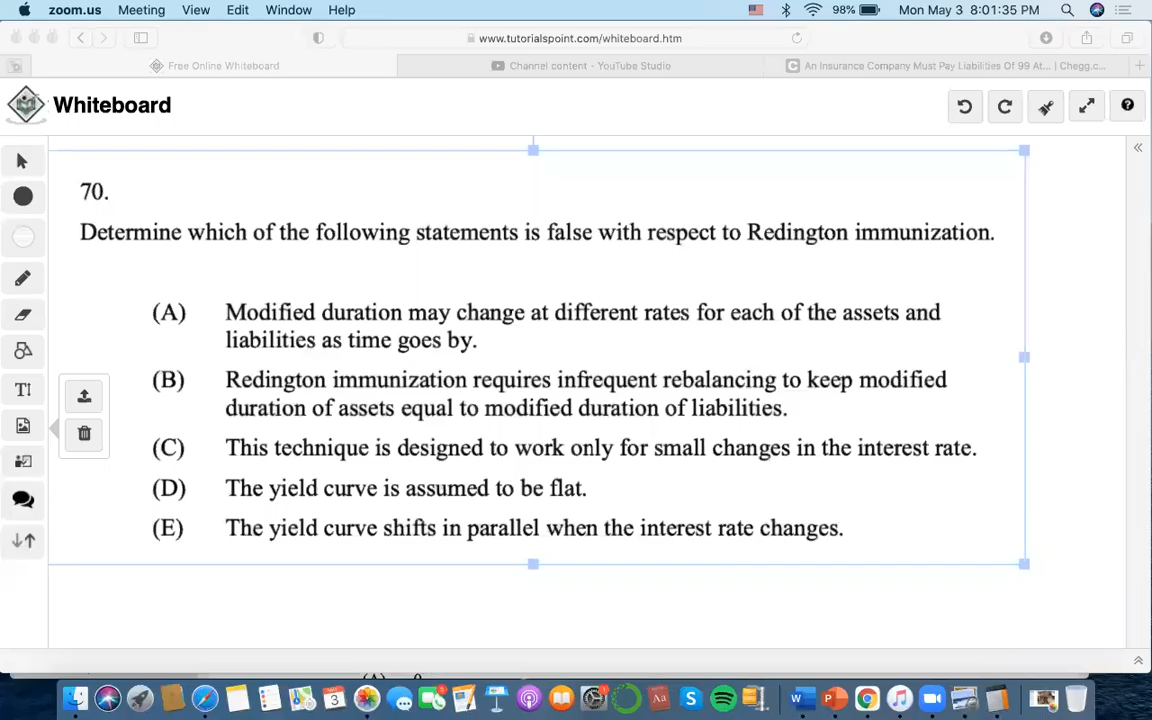 zoom.us Meeting View Edit Window Help 98% Mon May 3 8:01:35 PM
www.tutorialspoint.com/whiteboard.htm
Free Online Whiteboard Channel content - YouTube Studio An Insurance Company Must Pay Liabilities Of 99 At... | Chegg.c...
Whiteboard
70.
Determine which of the following statements is false with respect to Redington immunization.
(A) Modified duration may change at different rates for each of the assets and
liabilities as time goes by.
(B) Redington immunization requires infrequent rebalancing to keep modified
duration of assets equal to modified duration of liabilities.
(C) This technique is designed to work only for small changes in the interest rate.
(D) The yield curve is assumed to be flat.
(E) The yield curve shifts in parallel when the interest rate changes.